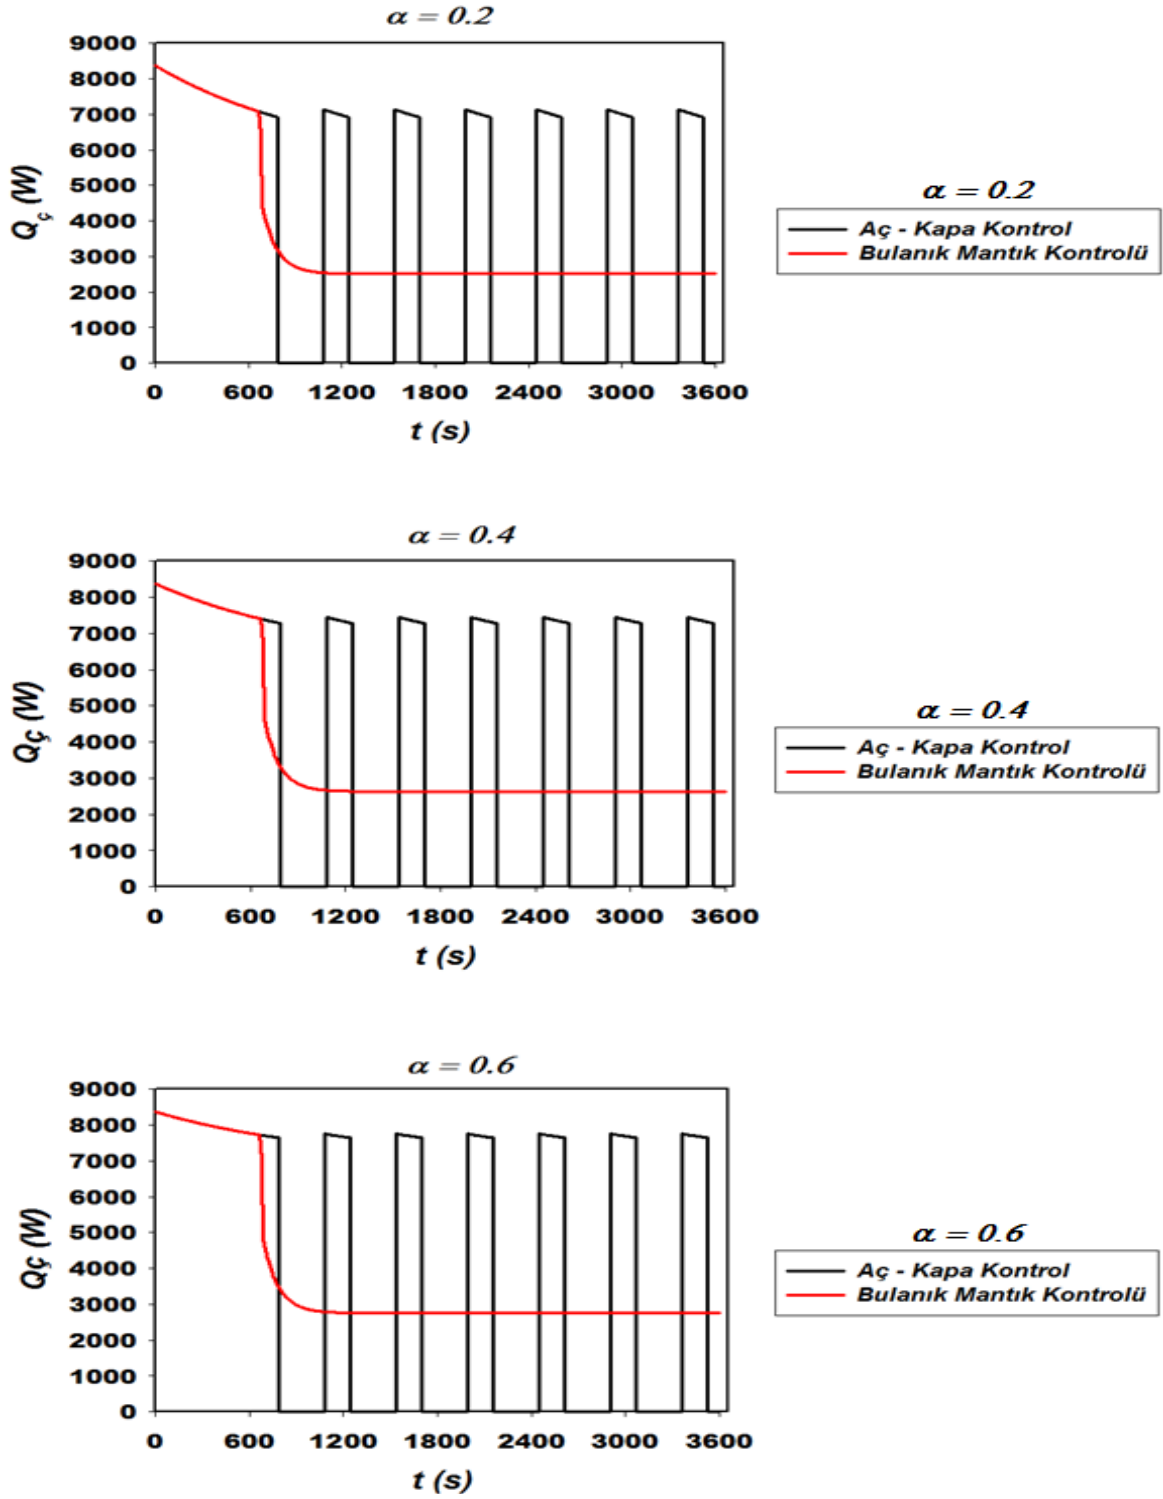 α = 0.2
9000
8000
7000
6000
5000
4000
3000
2000
1000
0
Qç (W)
0 600 1200 1800 2400 3000 3600
t (s)
α = 0.2
Aç - Kapa Kontrol
Bulanık Mantık Kontrolü
α = 0.4
9000
8000
7000
6000
5000
4000
3000
2000
1000
0
QÇ (W)
0 600 1200 1800 2400 3000 3600
t (s)
α = 0.4
Aç - Kapa Kontrol
Bulanık Mantık Kontrolü
α = 0.6
9000
8000
7000
6000
5000
4000
3000
2000
1000
0
Qç (W)
0 600 1200 1800 2400 3000 3600
t (s)
α = 0.6
Aç - Kapa Kontrol
Bulanık Mantık Kontrolü